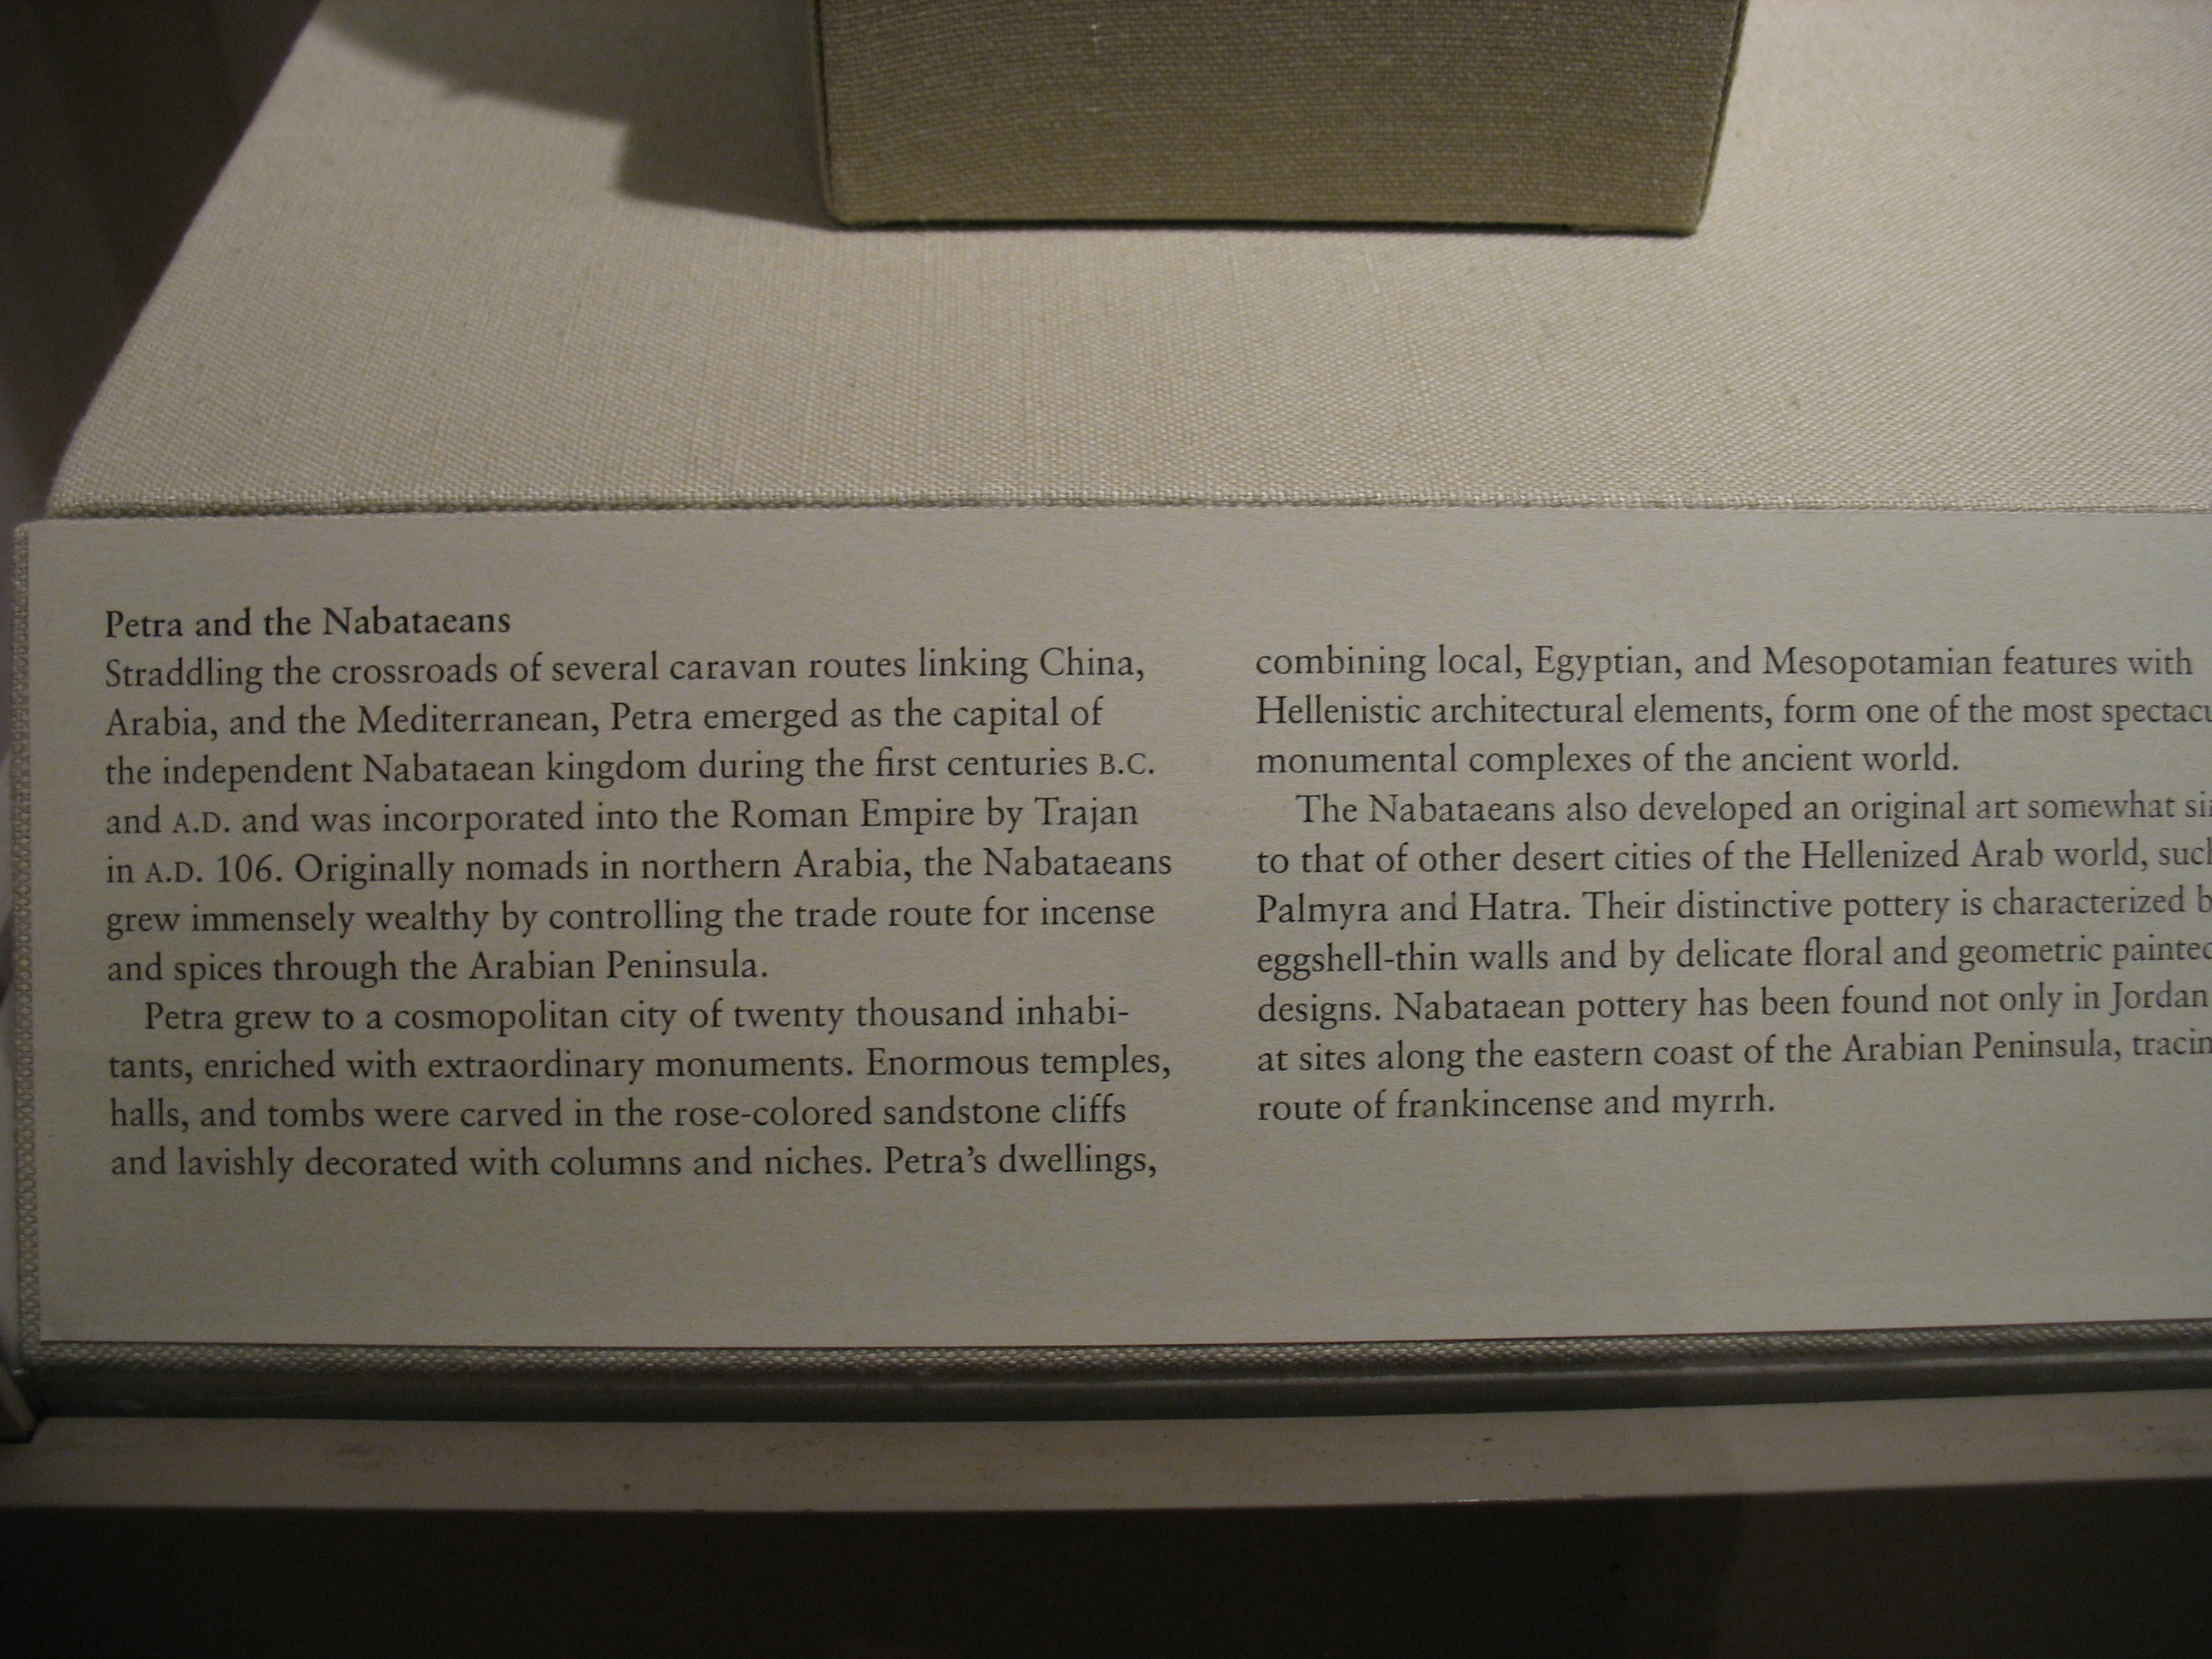 Petra and the Nabataeans
Straddling the crossroads of several caravan routes linking China,
Arabia, and the Mediterranean, Petra emerged as the capital of
the independent Nabataean kingdom during the first centuries B.C.
and A.D. and was incorporated into the Roman Empire by Trajan
in A.D. 106. Originally nomads in northern Arabia, the Nabataeans
grew immensely wealthy by controlling the trade route for incense
and spices through the Arabian Peninsula.
Petra grew to a cosmopolitan city of twenty thousand inhabi-
tants, enriched with extraordinary monuments. Enormous temples,
halls, and tombs were carved in the rose-colored sandstone cliffs
and lavishly decorated with columns and niches. Petra's dwellings,
combining local, Egyptian, and Mesopotamian features with
Hellenistic architectural elements, form one of the most
monumental complexes of the ancient world.
The Nabataeans also developed an original art somewhat
to that of other desert cities of the Hellenized Arab world,
Palmyra and Hatra. Their distinctive pottery is characterized
eggshell-thin walls and by delicate floral and geometric
designs. Nabataean pottery has been found not only in Jordan
at sites along the eastern coast of the Arabian Peninsula,
route of frankincense and myrrh.